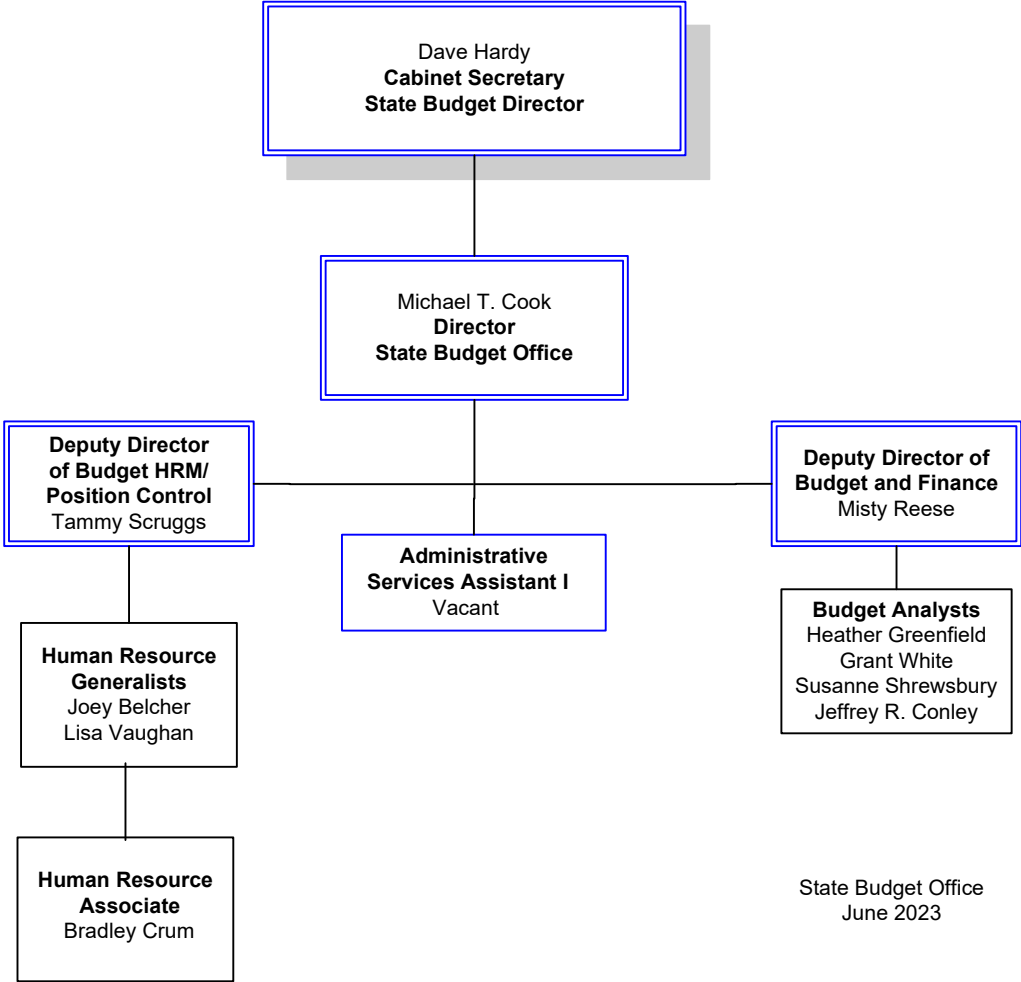 Dave Hardy
Cabinet Secretary
State Budget Director
Michael T. Cook
Director
State Budget Office
Deputy Director
of Budget HRM/
Position Control
Tammy Scruggs
Deputy Director of
Budget and Finance
Misty Reese
Administrative
Services Assistant I
Vacant
Budget Analysts
Heather Greenfield
Grant White
Susanne Shrewsbury
Jeffrey R. Conley
Human Resource
Generalists
Joey Belcher
Lisa Vaughan
Human Resource
Associate
Bradley Crum
State Budget Office
June 2023